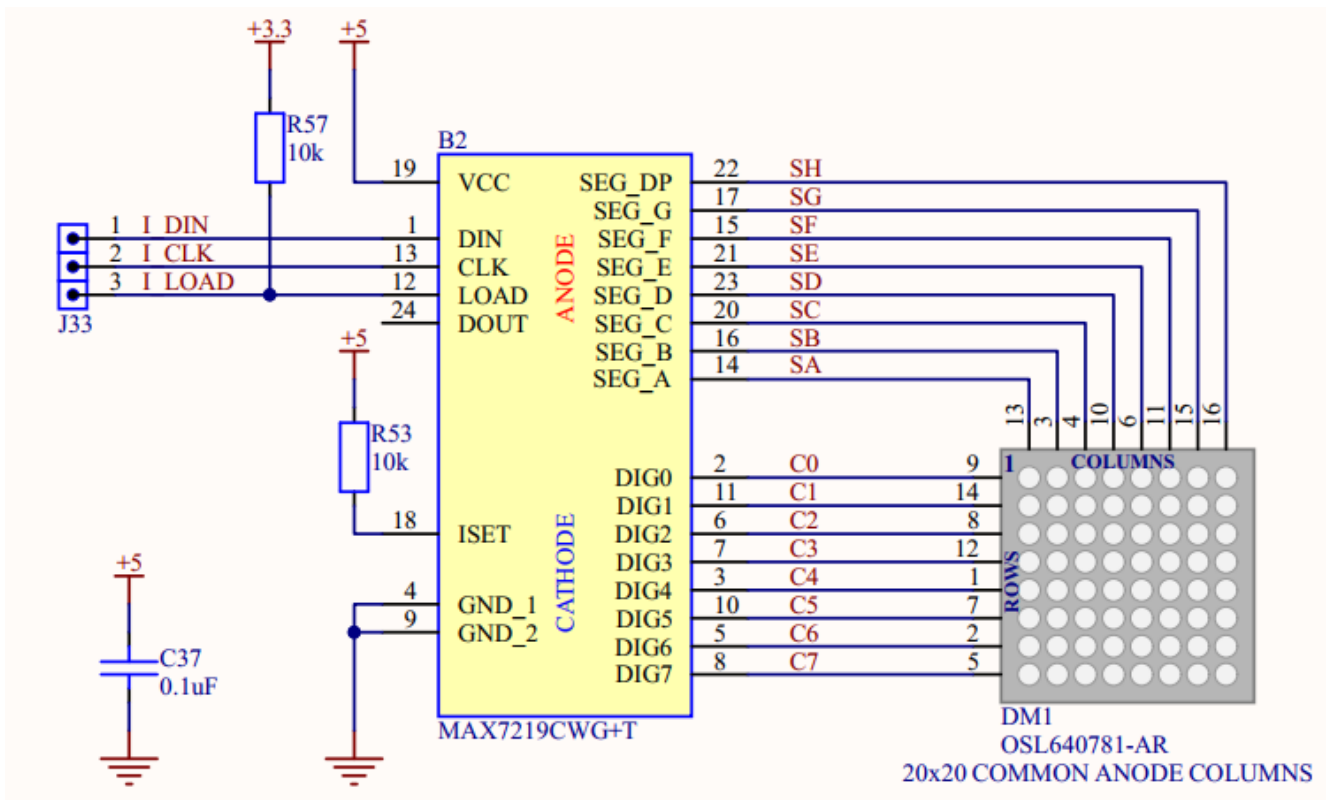 +3.3
+5
R57
10k
B2
19 VCC
SEG_DP 22 SH
SEG_G 17 SG
1 I DIN 1 DIN
SEG_F 15 SF
2 I CLK 13 CLK
SEG_E 21 SE
3 I LOAD 12 LOAD
SEG_D 23 SD
24 DOUT
SEG_C 20 SC
SEG_B 16 SB
SEG_A 14 SA
J33
ANODE
+5
R53
10k
13 3 4 10 6 11 15 16
1 COLUMNS
ROWS
DIG0 2 C0 9
DIG1 11 C1 14
18 ISET
DIG2 6 C2 8
DIG3 7 C3 12
DIG4 3 C4 1
DIG5 10 C5 7
DIG6 5 C6 2
DIG7 8 C7 5
CATHODE
4 GND_1
9 GND_2
+5
C37
0.1uF
MAX7219CWG+T
DM1
OSL640781-AR
20x20 COMMON ANODE COLUMNS